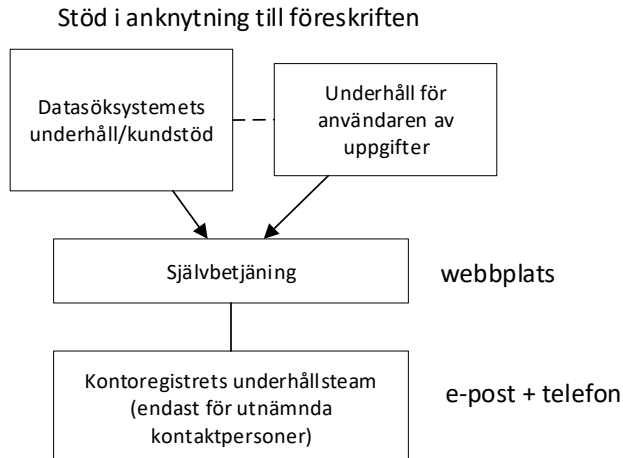 Stöd i anknytning till föreskriften
Datasöksystemets
underhåll/kundstöd
Underhåll för
användaren av
uppgifter
Självbetjäning
webbplats
Kontoregistrets underhållsteam
(endast för utnämnda
kontaktpersoner)
e-post + telefon